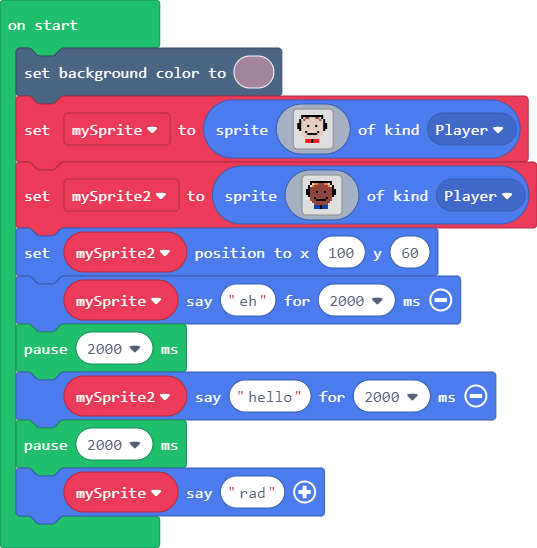 on start
set background color to
set mySprite to sprite of kind Player
set mySprite2 to sprite of kind Player
set mySprite2 position to x 100 y 60
mySprite say "eh" for 2000 ms
pause 2000 ms
mySprite2 say "hello" for 2000 ms
pause 2000 ms
mySprite say "rad"